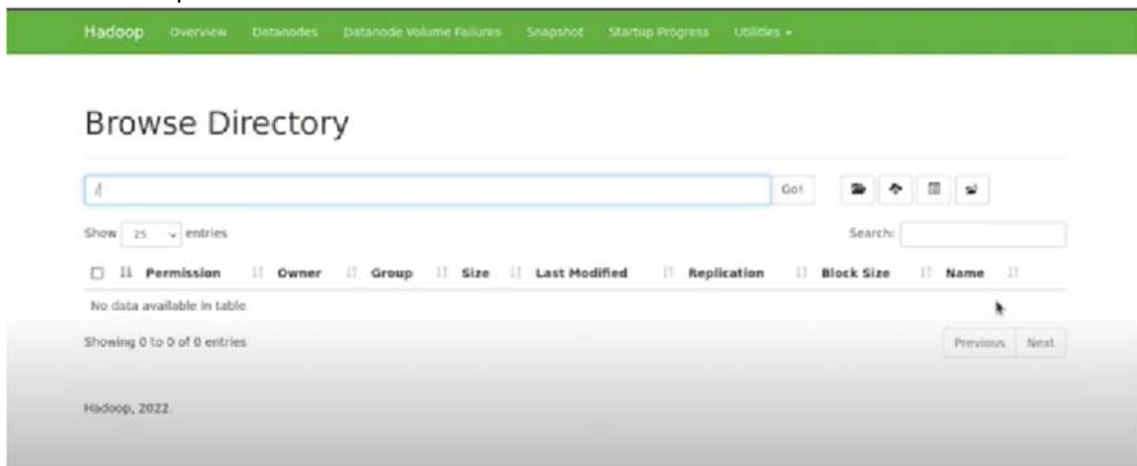 Hadoop Overview Datanodes Datanode Volume Failures Snapshot Startup Progress Utilities
Browse Directory
/ Go!
Show 25 entries Search:
Permission Owner Group Size Last Modified Replication Block Size Name
No data available in table
Showing 0 to 0 of 0 entries Previous Next
Hadoop, 2022.